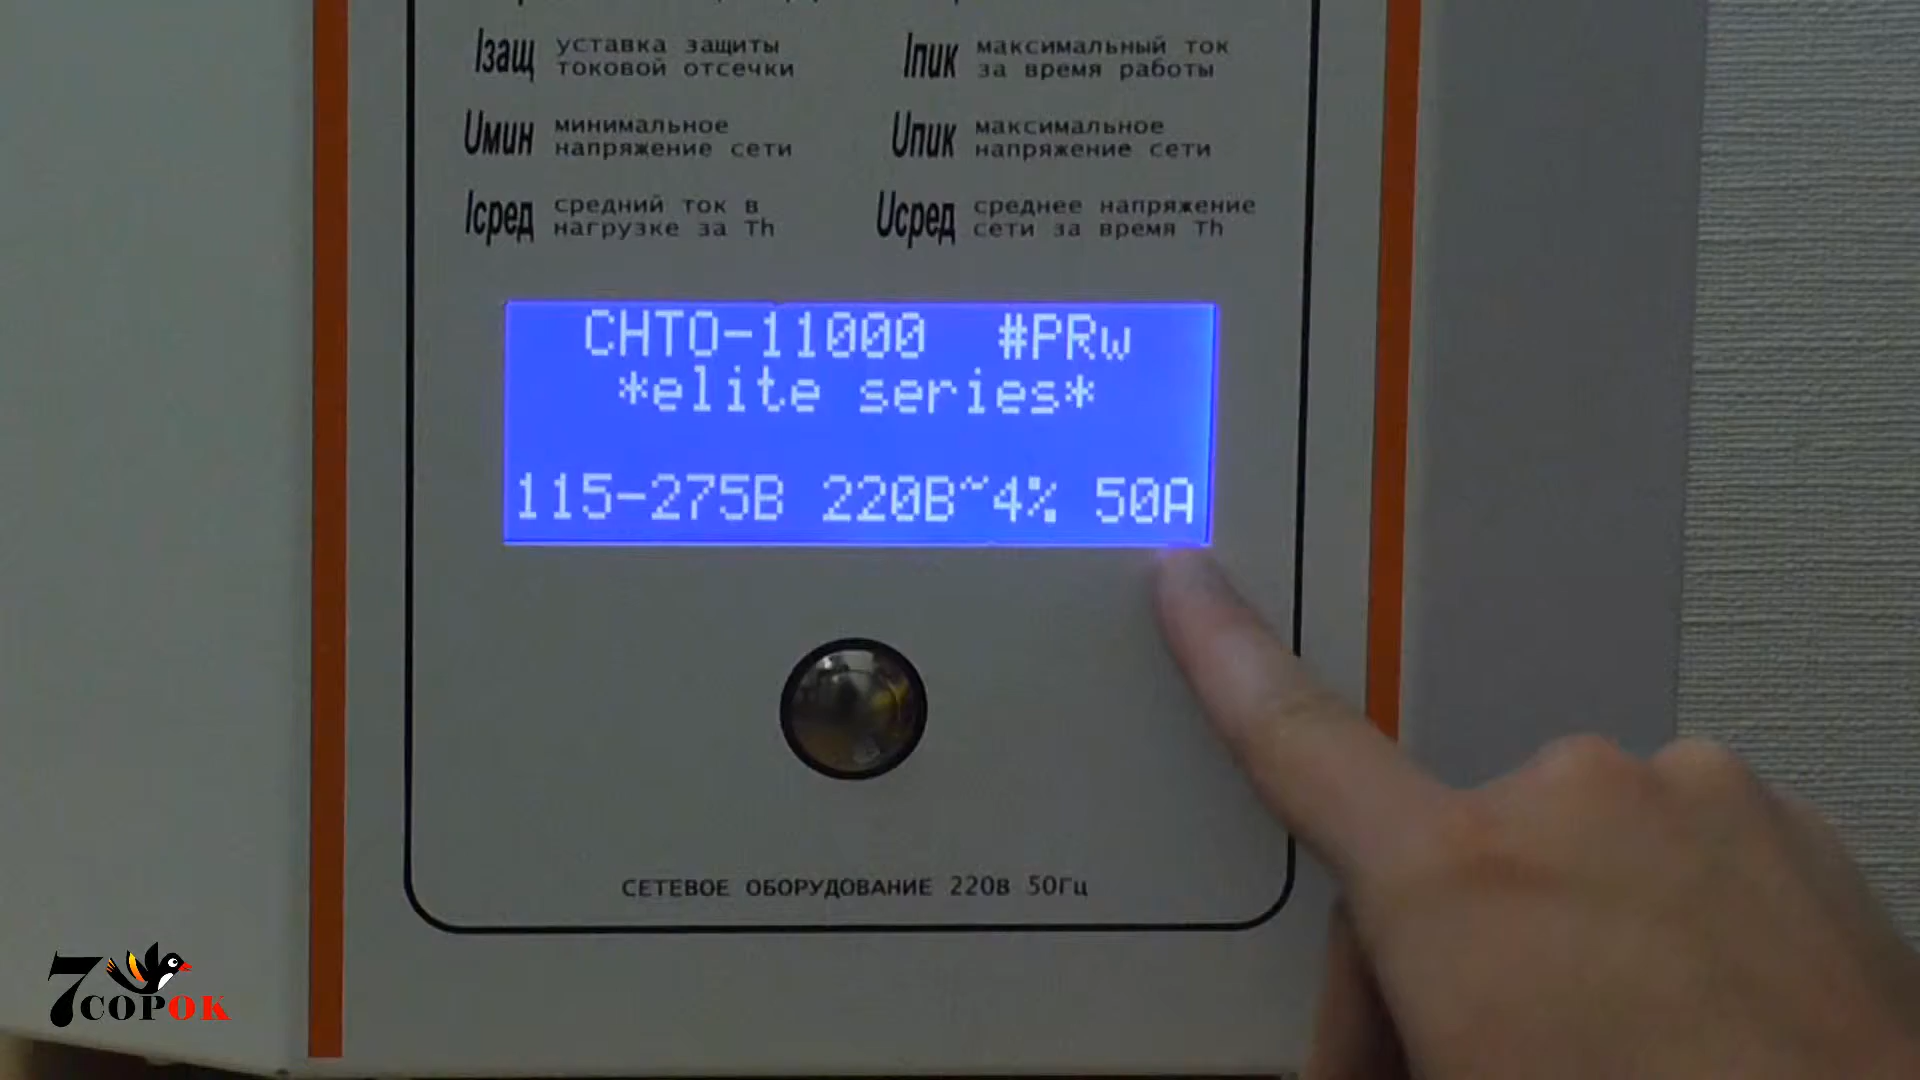 Iзащ уставка защиты
токовой отсечки
Iпик максимальный ток
за время работы
Uмин минимальное
напряжение сети
Uпик максимальное
напряжение сети
Iсред средний ток в
нагрузке за Th
Uсред среднее напряжение
сети за время Th
СНТО-11000 #PRw
*elite series*
115-275В 220В~4% 50А
СЕТЕВОЕ ОБОРУДОВАНИЕ 220В 50Гц
7 СОРОК